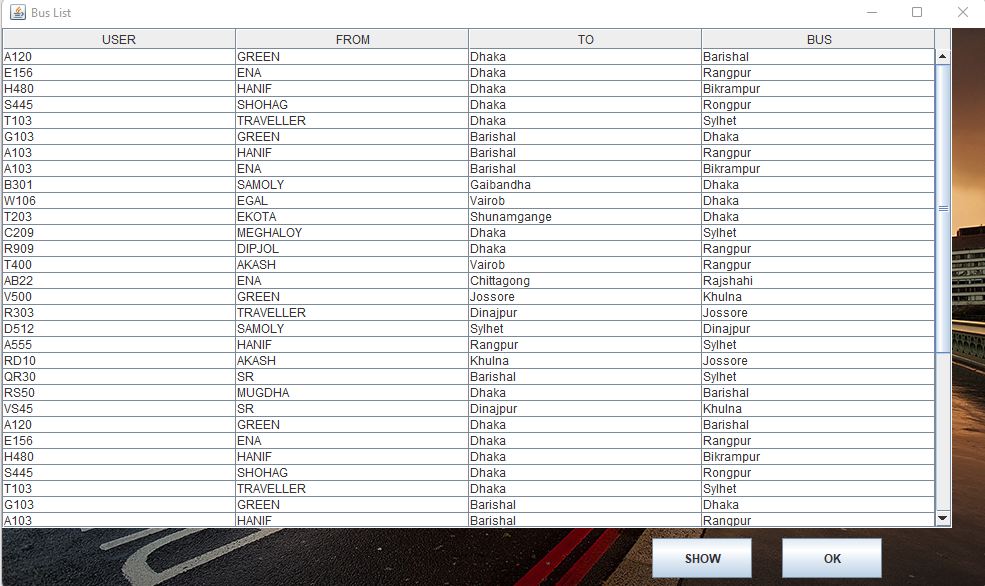 Bus List
USER FROM TO BUS
A120 GREEN Dhaka Barishal
E156 ENA Dhaka Rangpur
H480 HANIF Dhaka Bikrampur
S445 SHOHAG Dhaka Rongpur
T103 TRAVELLER Dhaka Sylhet
G103 GREEN Barishal Dhaka
A103 HANIF Barishal Rangpur
A103 ENA Barishal Bikrampur
B301 SAMOLY Gaibandha Dhaka
W106 EGAL Vairob Dhaka
T203 EKOTA Shunamgange Dhaka
C209 MEGHALOY Dhaka Sylhet
R909 DIPJOL Dhaka Rangpur
T400 AKASH Vairob Rangpur
AB22 ENA Chittagong Rajshahi
V500 GREEN Jossore Khulna
R303 TRAVELLER Dinajpur Jossore
D512 SAMOLY Sylhet Dinajpur
A555 HANIF Rangpur Sylhet
RD10 AKASH Khulna Jossore
QR30 SR Barishal Sylhet
RS50 MUGDHA Dhaka Barishal
VS45 SR Dinajpur Khulna
A120 GREEN Dhaka Barishal
E156 ENA Dhaka Rangpur
H480 HANIF Dhaka Bikrampur
S445 SHOHAG Dhaka Rongpur
T103 TRAVELLER Dhaka Sylhet
G103 GREEN Barishal Dhaka
A103 HANIF Barishal Rangpur
SHOW OK